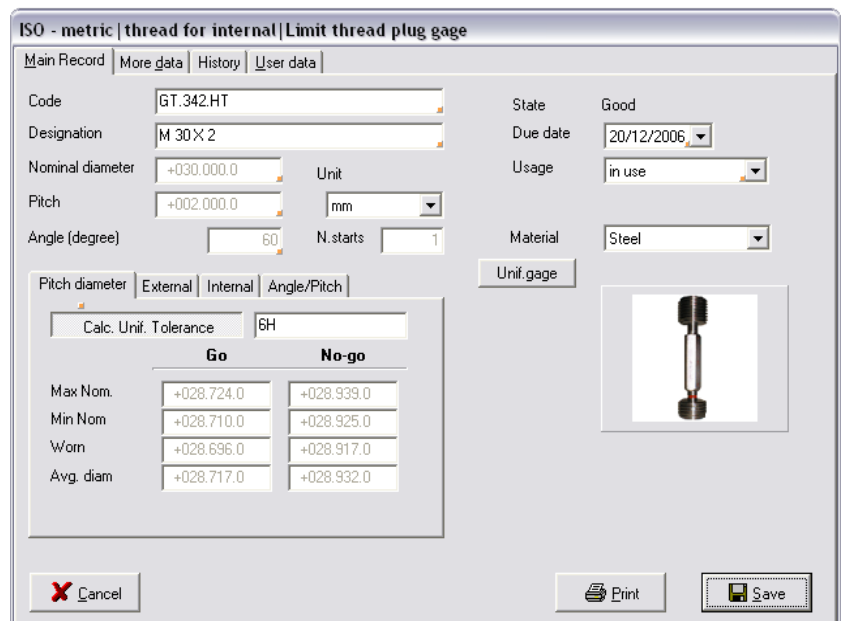 ISO - metric | thread for internal | Limit thread plug gage
Main Record More data History User data
Code GT.342.HT State Good
Designation M 30 X 2 Due date 20/12/2006
Nominal diameter +030.000.0 Unit Usage in use
Pitch +002.000.0 mm
Angle (degree) 60 N.starts 1 Material Steel
Unif.gage
Pitch diameter External Internal Angle/Pitch
Calc. Unif. Tolerance 6H
Go No-go
Max Nom. +028.724.0 +028.939.0
Min Nom +028.710.0 +028.925.0
Worn +028.696.0 +028.917.0
Avg. diam +028.717.0 +028.932.0
Cancel Print Save